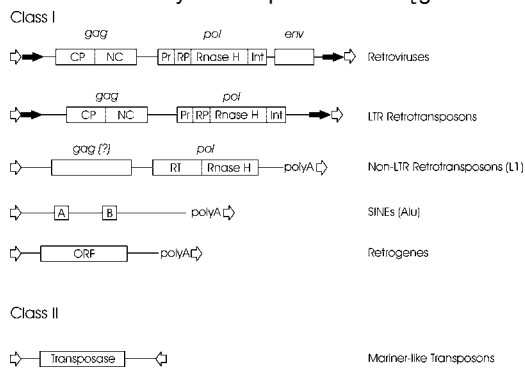 Class I
gag pol env
CP NC Pr RP Rnase H Int Retroviruses
gag pol
CP NC Pr RP Rnase H Int LTR Retrotransposons
gag (?) pol
RT Rnase H polyA Non-LTR Retrotransposons (L1)
A B polyA SINEs (Alu)
ORF polyA Retrogenes
Class II
Transposase Mariner-like Transposons